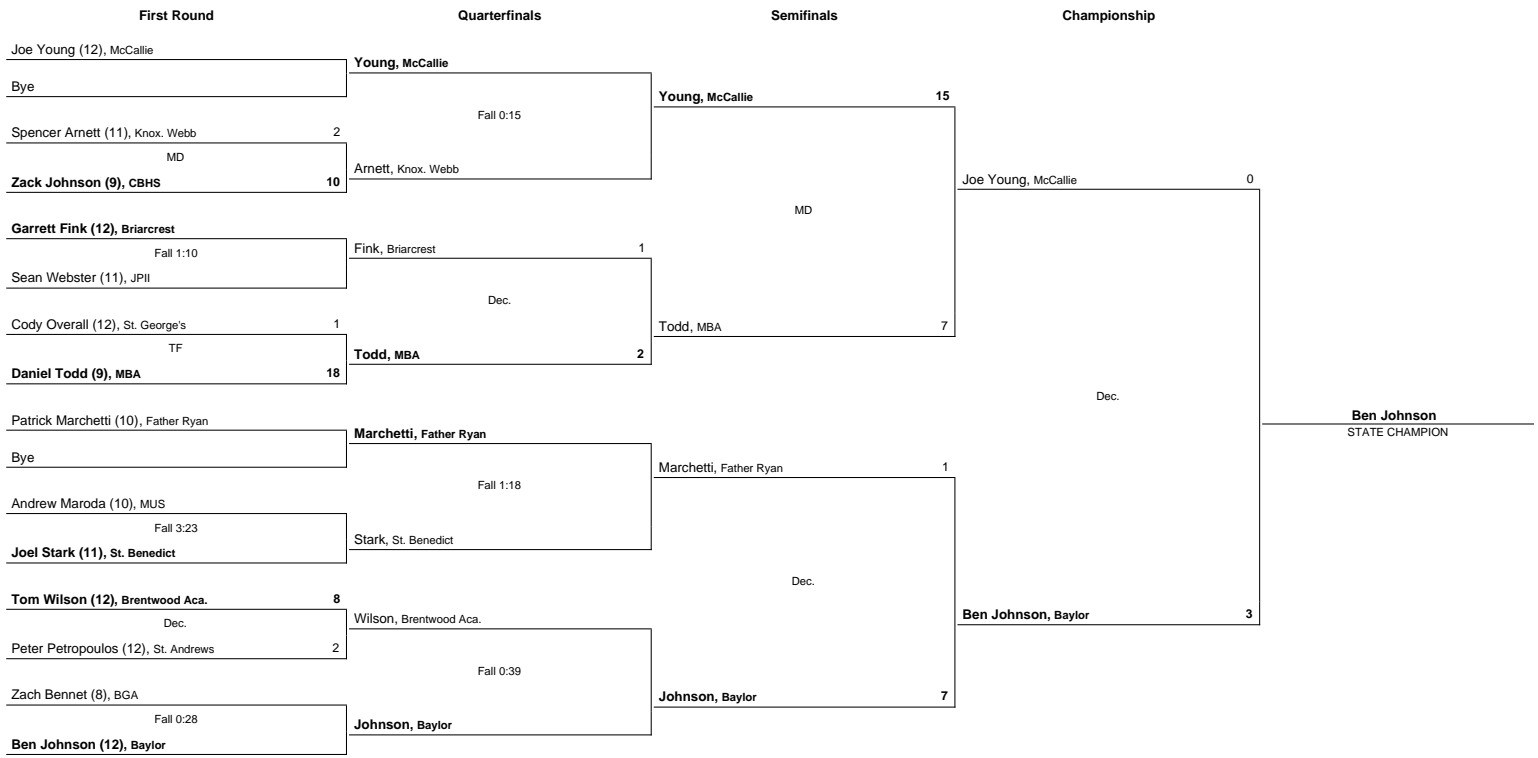 First Round
Quarterfinals
Semifinals
Championship
Joe Young (12), McCallie
Bye
Spencer Arnett (11), Knox. Webb 2
MD
Zack Johnson (9), CBHS 10
Garrett Fink (12), Briarcrest
Fall 1:10
Sean Webster (11), JPII
Cody Overall (12), St. George's 1
TF
Daniel Todd (9), MBA 18
Patrick Marchetti (10), Father Ryan
Bye
Andrew Maroda (10), MUS
Fall 3:23
Joel Stark (11), St. Benedict
Tom Wilson (12), Brentwood Aca. 8
Dec.
Peter Petropoulos (12), St. Andrews 2
Zach Bennet (8), BGA
Fall 0:28
Ben Johnson (12), Baylor
Young, McCallie
Fall 0:15
Arnett, Knox. Webb
Fink, Briarcrest 1
Dec.
Todd, MBA 2
Marchetti, Father Ryan
Fall 1:18
Stark, St. Benedict
Wilson, Brentwood Aca.
Fall 0:39
Johnson, Baylor
Young, McCallie 15
MD
Todd, MBA 7
Marchetti, Father Ryan 1
Dec.
Johnson, Baylor 7
Joe Young, McCallie 0
Dec.
Ben Johnson, Baylor 3
Ben Johnson
STATE CHAMPION